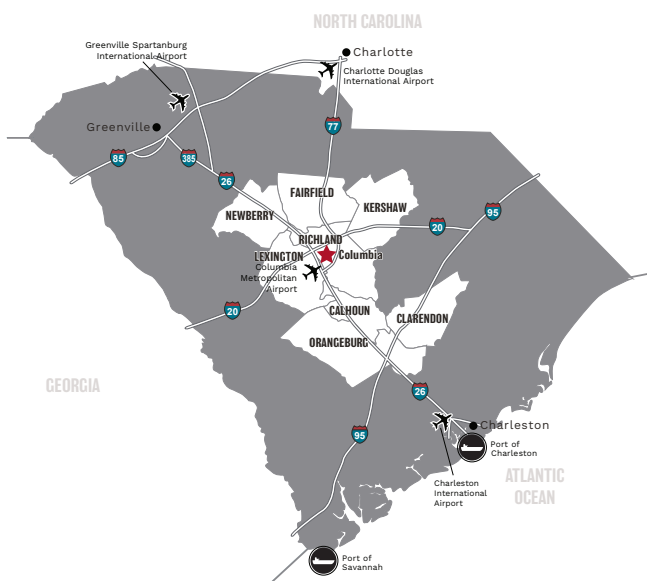 NORTH CAROLINA
Greenville Spartanburg
International Airport
Charlotte
Charlotte Douglas
International Airport
Greenville
77
85
385
26
FAIRFIELD
KERSHAW
NEWBERRY
95
20
RICHLAND
LEXINGTON
Columbia
Columbia
Metropolitan
Airport
20
CALHOUN
CLARENDON
ORANGEBURG
GEORGIA
26
Charleston
95
Port of
Charleston
Charleston
International
Airport
ATLANTIC
OCEAN
Port of
Savannah